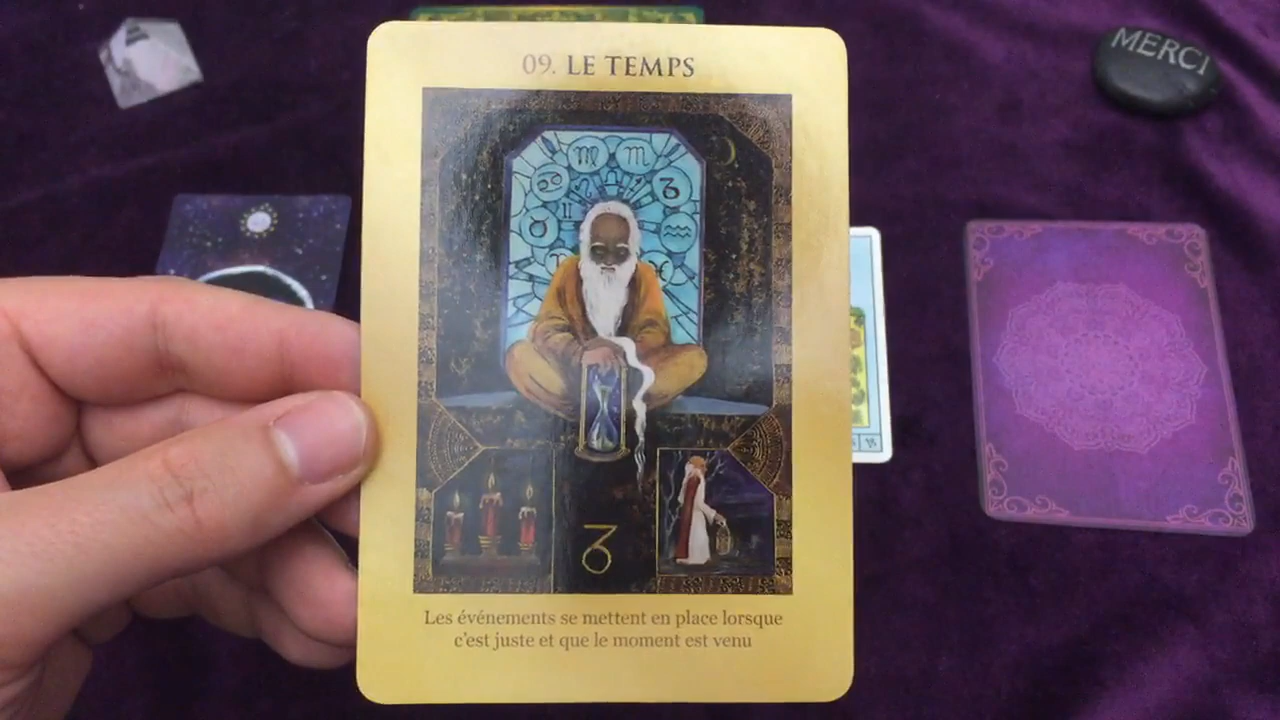 09. LE TEMPS
MERCI
Les événements se mettent en place lorsque
c'est juste et que le moment est venu